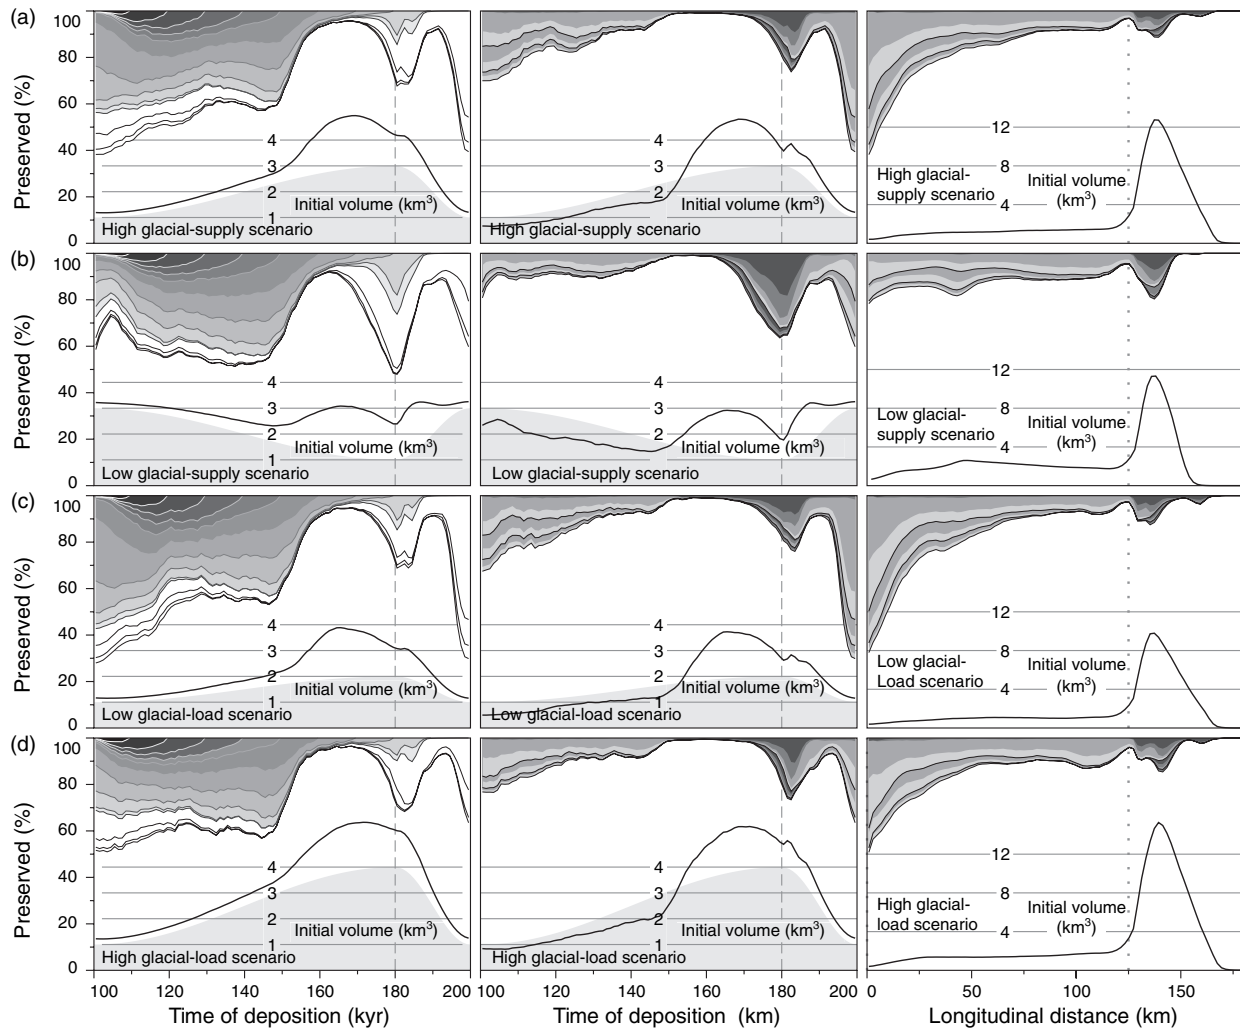 (a)
100
80
60
40
20
0
Preserved (%)
4
3
2
1
Initial volume (km³)
High glacial-supply scenario
4
3
2
1
Initial volume (km³)
High glacial-supply scenario
12
8
4
High glacial-
supply scenario
Initial volume
(km³)
(b)
100
80
60
40
20
0
Preserved (%)
4
3
2
1
Initial volume (km³)
Low glacial-supply scenario
4
3
2
1
Initial volume (km³)
Low glacial-supply scenario
12
8
4
Low glacial-
supply scenario
Initial volume
(km³)
(c)
100
80
60
40
20
0
Preserved (%)
4
3
2
1
Initial volume (km³)
Low glacial-load scenario
4
3
2
1
Initial volume (km³)
Low glacial-load scenario
12
8
4
Low glacial-
Load scenario
Initial volume
(km³)
(d)
100
80
60
40
20
0
Preserved (%)
4
3
2
1
Initial volume (km³)
High glacial-load scenario
4
3
2
1
Initial volume (km³)
High glacial-load scenario
12
8
4
High glacial-
load scenario
Initial volume
(km³)
100 120 140 160 180 200
100 120 140 160 180 200
0 50 100 150
Time of deposition (kyr)
Time of deposition (km)
Longitudinal distance (km)